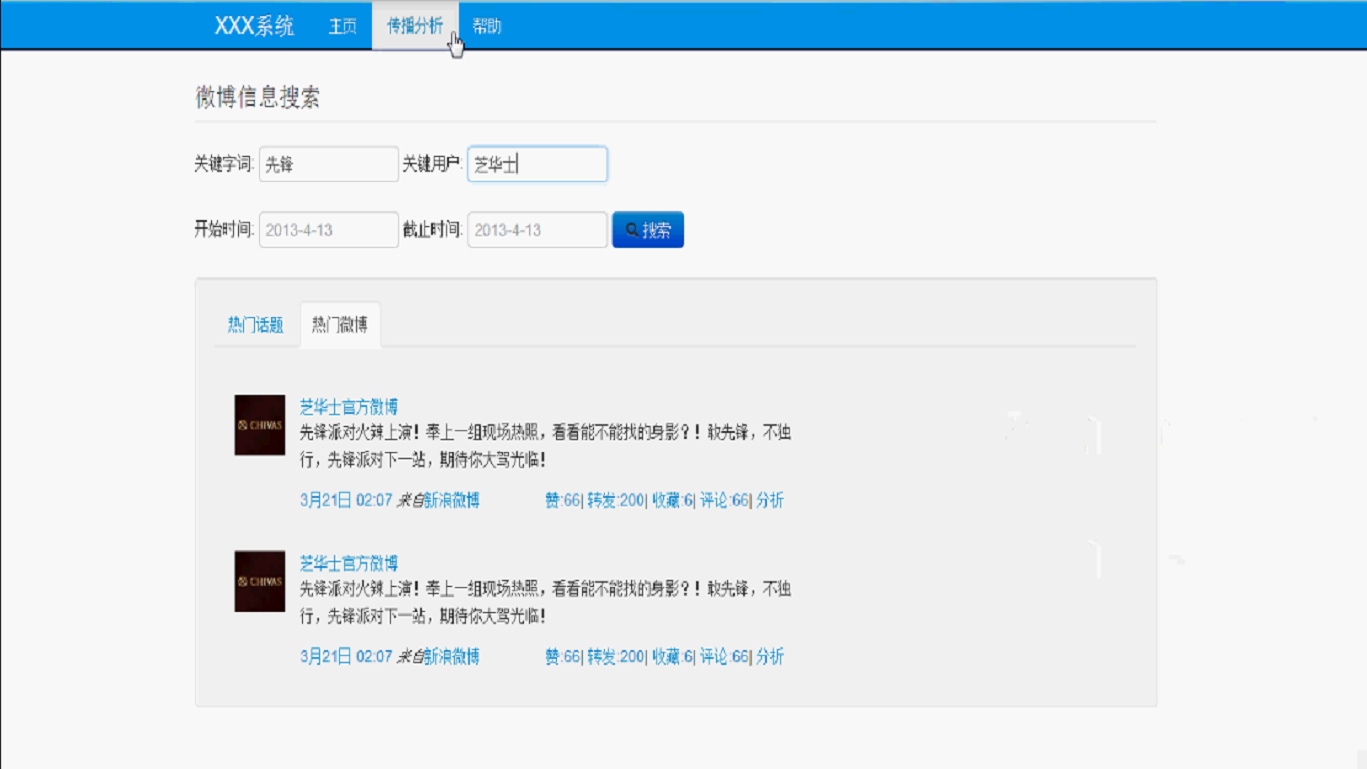 XXX系统 主页 传播分析 帮助
微博信息搜索
关键字词: 先锋 关键用户: 芝华士
开始时间: 2013-4-13 截止时间: 2013-4-13 搜索
热门话题 热门微博
CHIVAS
芝华士官方微博
先锋派对火辣上演！奉上一组现场热照，看看能不能找的身影？！敢先锋，不独
行，先锋派对下一站，期待你大驾光临！
3月21日 02:07 来自新浪微博 赞:66| 转发:200| 收藏:6| 评论:66| 分析
CHIVAS
芝华士官方微博
先锋派对火辣上演！奉上一组现场热照，看看能不能找的身影？！敢先锋，不独
行，先锋派对下一站，期待你大驾光临！
3月21日 02:07 来自新浪微博 赞:66| 转发:200| 收藏:6| 评论:66| 分析